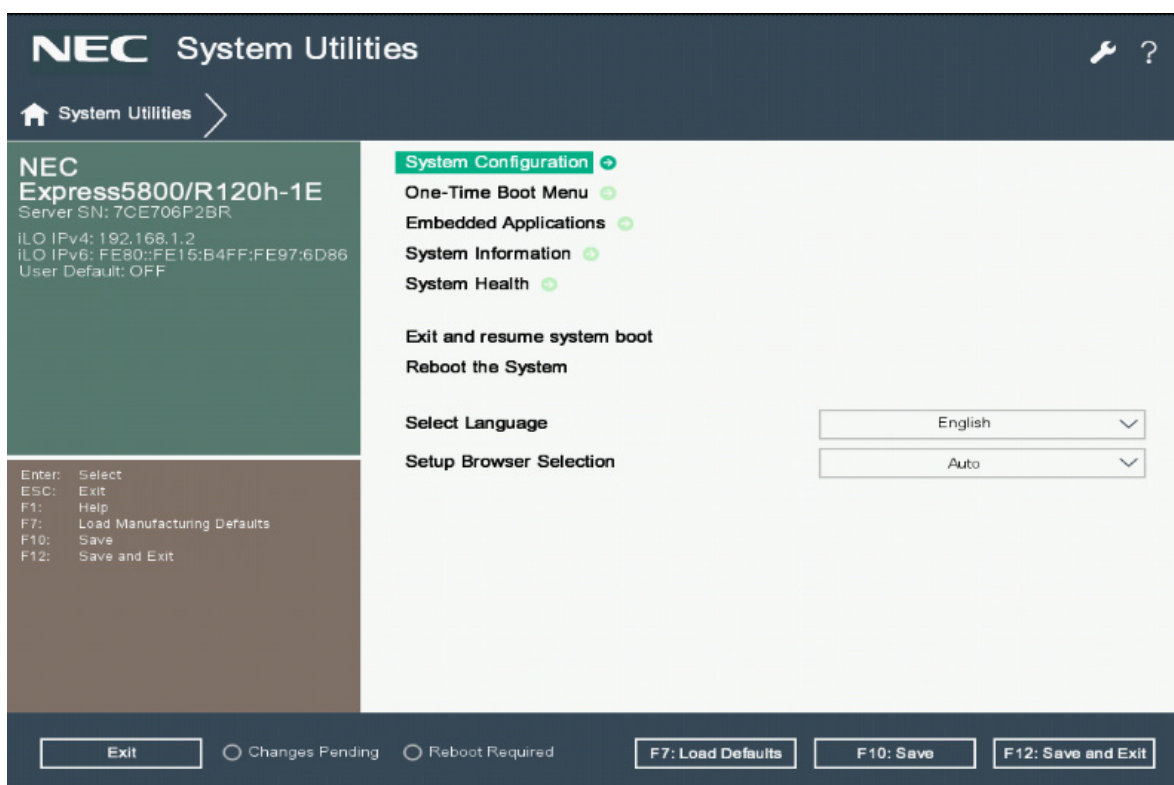 NEC System Utilities
?
System Utilities
NEC
Express5800/R120h-1E
Server SN: 7CE706P2BR
iLO IPv4: 192.168.1.2
iLO IPv6: FE80::FE15:B4FF:FE97:6D86
User Default: OFF
Enter: Select
ESC: Exit
F1: Help
F7: Load Manufacturing Defaults
F10: Save
F12: Save and Exit
System Configuration
One-Time Boot Menu
Embedded Applications
System Information
System Health
Exit and resume system boot
Reboot the System
Select Language English
Setup Browser Selection Auto
Exit Changes Pending Reboot Required F7: Load Defaults F10: Save F12: Save and Exit